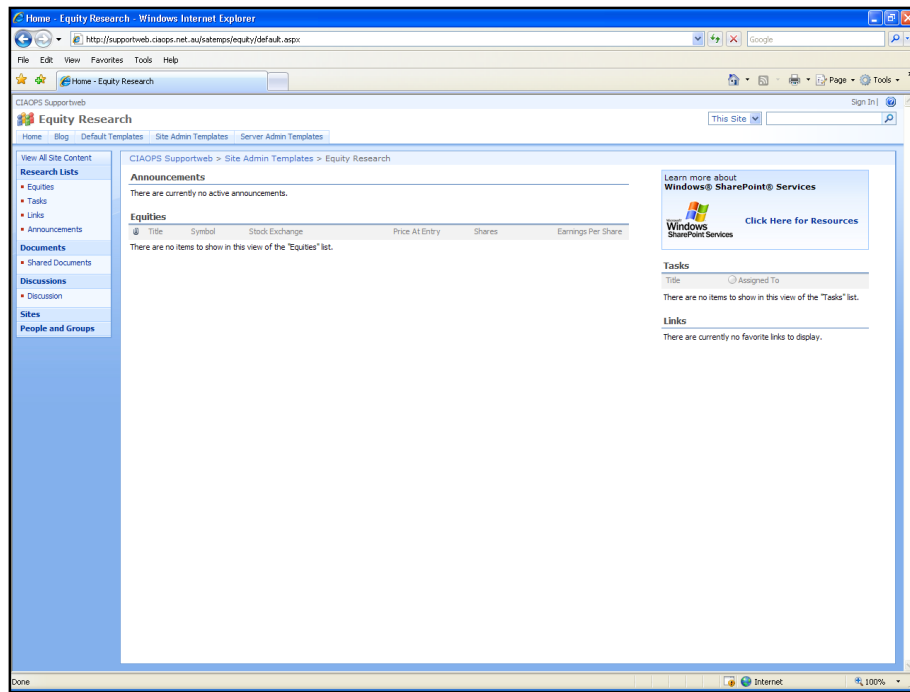 Home - Equity Research - Windows Internet Explorer
http://supportweb.ciaops.net.au/satemps/equity/default.aspx
Google
File Edit View Favorites Tools Help
Home - Equity Research
Page Tools
CIAOPS Supportweb
Sign In |
Equity Research
This Site
Home Blog Default Templates Site Admin Templates Server Admin Templates
View All Site Content
Research Lists
Equities
Tasks
Links
Announcements
Documents
Shared Documents
Discussions
Discussion
Sites
People and Groups
CIAOPS Supportweb > Site Admin Templates > Equity Research
Announcements
There are currently no active announcements.
Equities
Title Symbol Stock Exchange Price At Entry Shares Earnings Per Share
There are no items to show in this view of the "Equities" list.
Learn more about
Windows® SharePoint® Services
Microsoft
Windows
SharePoint Services
Click Here for Resources
Tasks
Title Assigned To
There are no items to show in this view of the "Tasks" list.
Links
There are currently no favorite links to display.
Done
Internet
100%